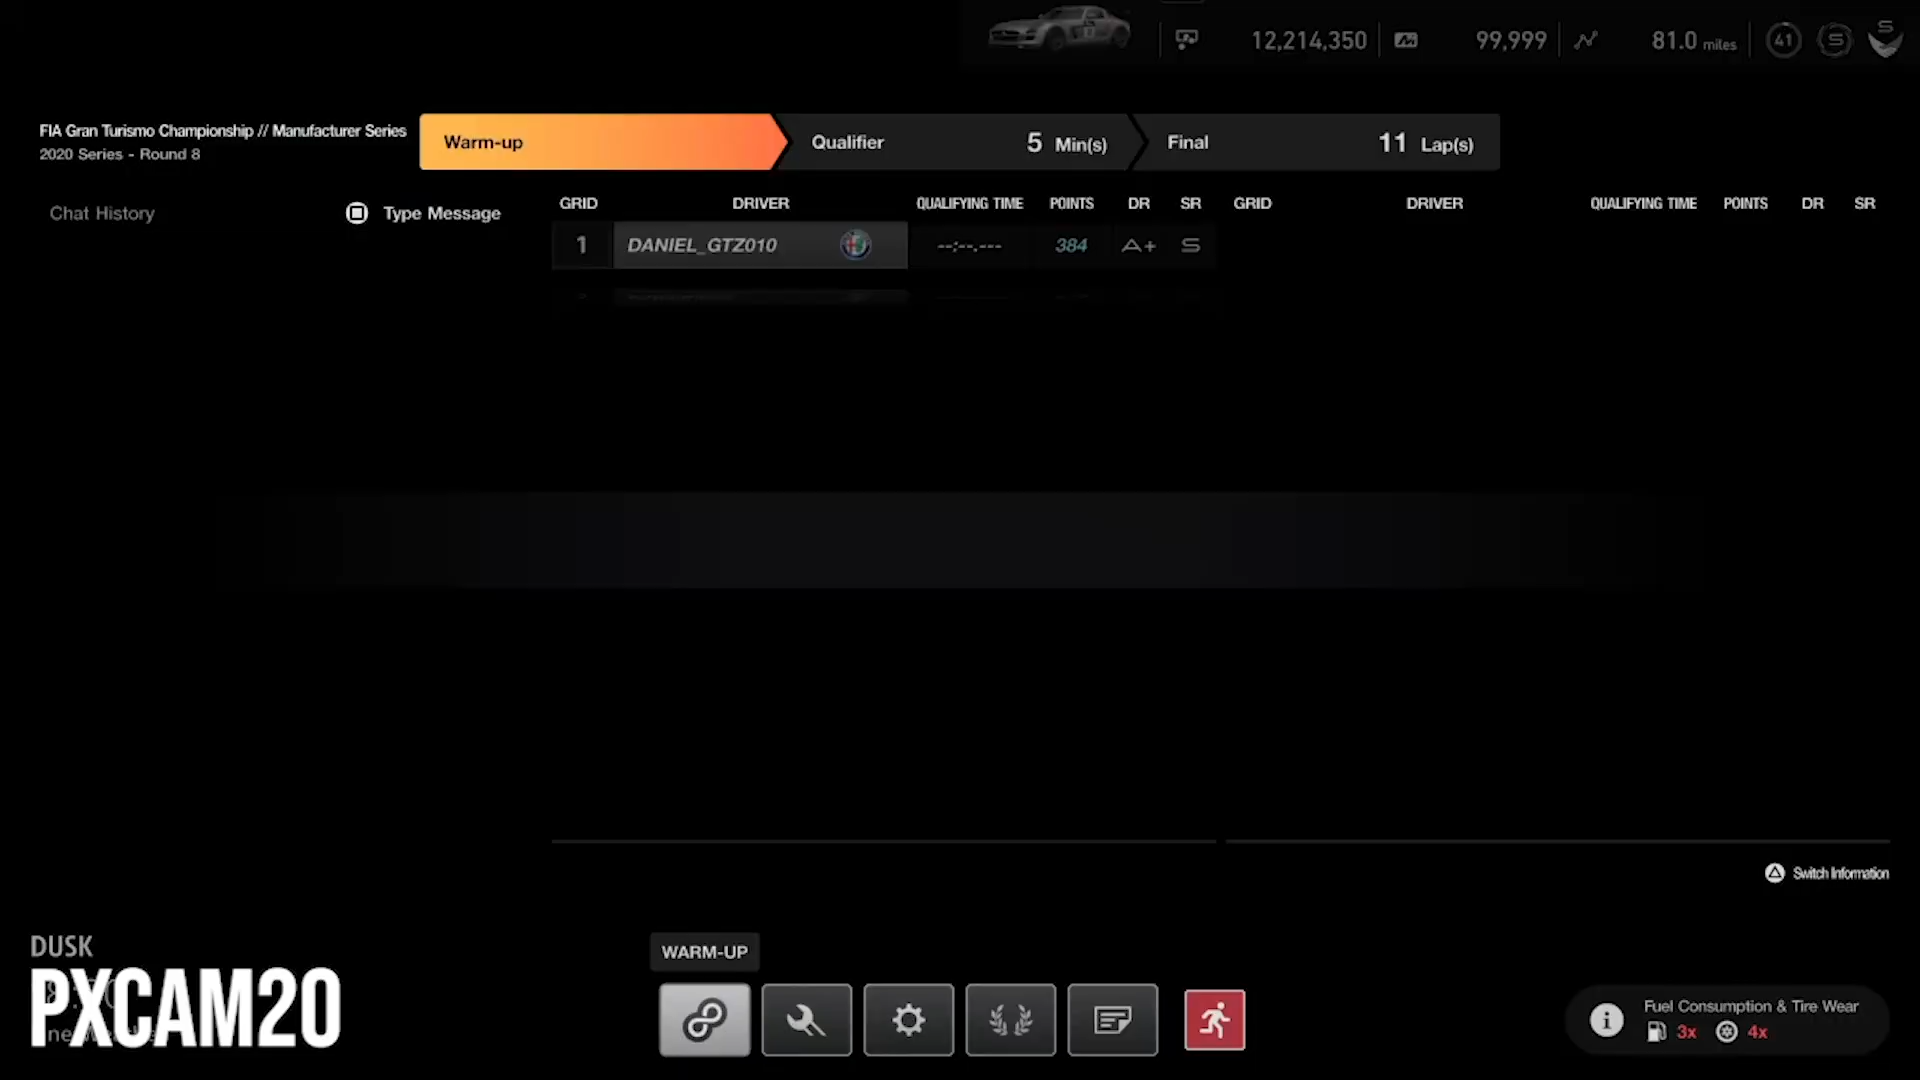 12,214,350
99,999
81.0 miles
41
S
S
FIA Gran Turismo Championship // Manufacturer Series
2020 Series - Round 8
Warm-up
Qualifier 5 Min(s)
Final 11 Lap(s)
Chat History
Type Message
GRID DRIVER QUALIFYING TIME POINTS DR SR
GRID DRIVER QUALIFYING TIME POINTS DR SR
1 DANIEL_GTZ010 --:--.--- 384 A+ S
Switch Information
DUSK
PXCAM20
WARM-UP
Fuel Consumption & Tire Wear
3x 4x